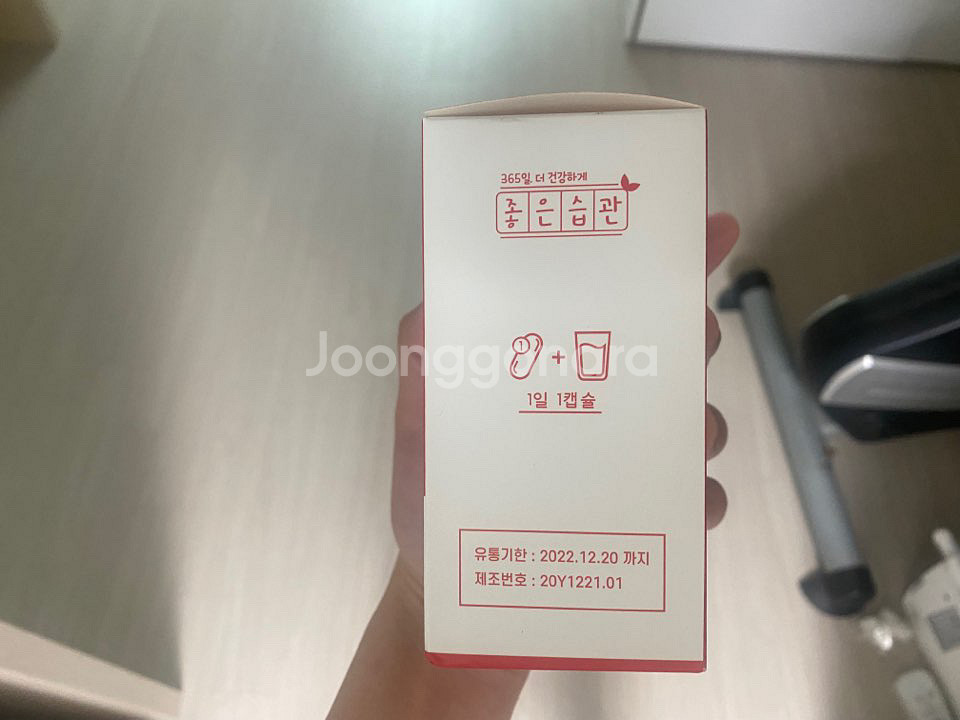 365일, 더 건강하게
좋은습관
Joonggonara
1
+
1일 1캡슐
유통기한 : 2022.12.20 까지
제조번호 : 20Y1221.01